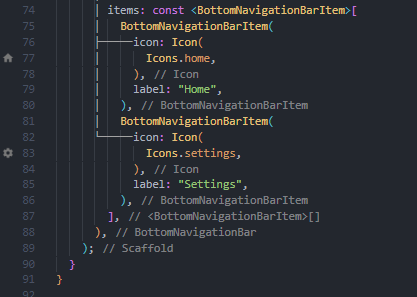 74 items: const <BottomNavigationBarItem>[
75 BottomNavigationBarItem(
76 icon: Icon(
77 Icons.home,
78 ), // Icon
79 label: "Home",
80 ), // BottomNavigationBarItem
81 BottomNavigationBarItem(
82 icon: Icon(
83 Icons.settings,
84 ), // Icon
85 label: "Settings",
86 ), // BottomNavigationBarItem
87 ], // <BottomNavigationBarItem>[]
88 ), // BottomNavigationBar
89 ); // Scaffold
90 }
91 }
92